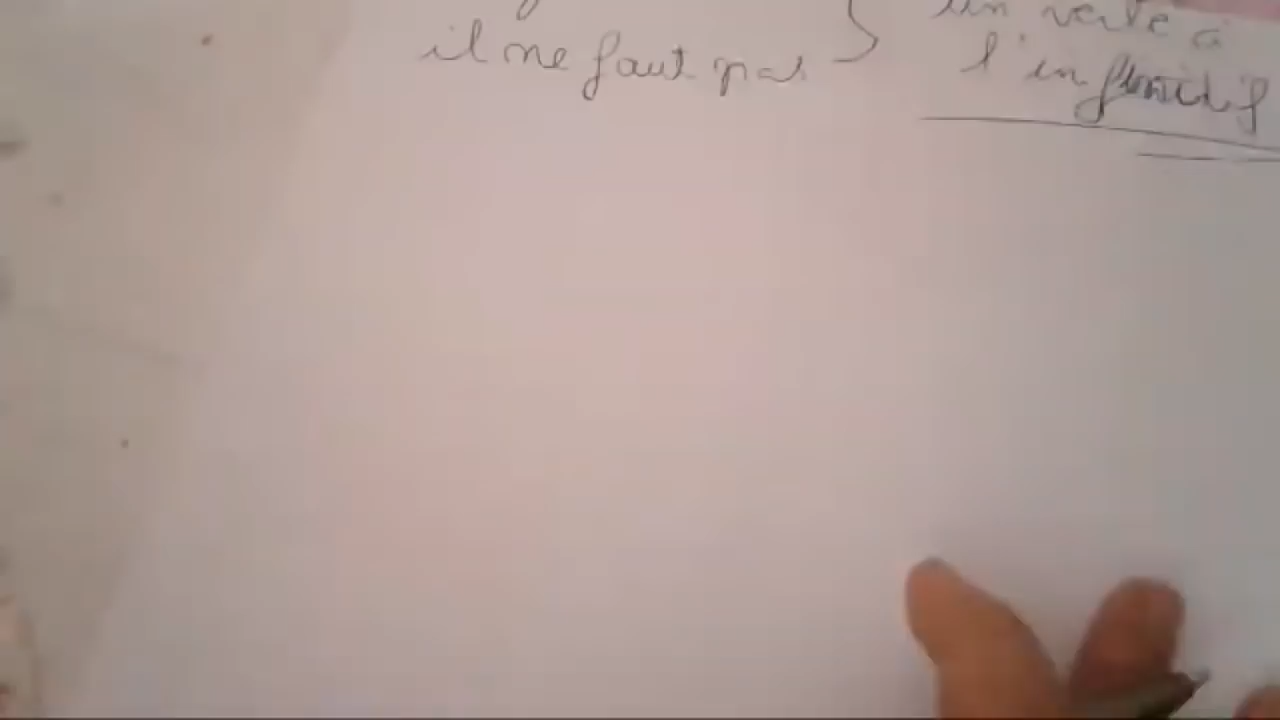 il ne faut pas } un verbe à
l'infinitif